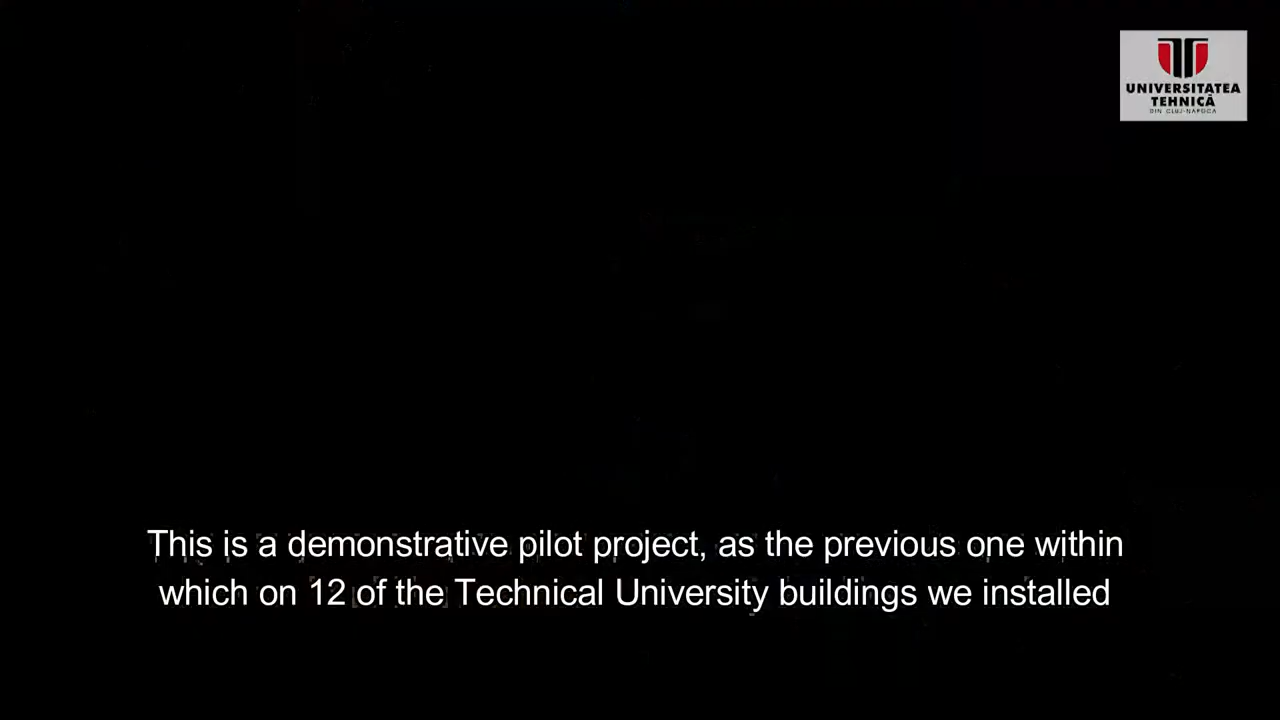 UNIVERSITATEA
TEHNICĂ
DIN CLUJ-NAPOCA
This is a demonstrative pilot project, as the previous one within
which on 12 of the Technical University buildings we installed